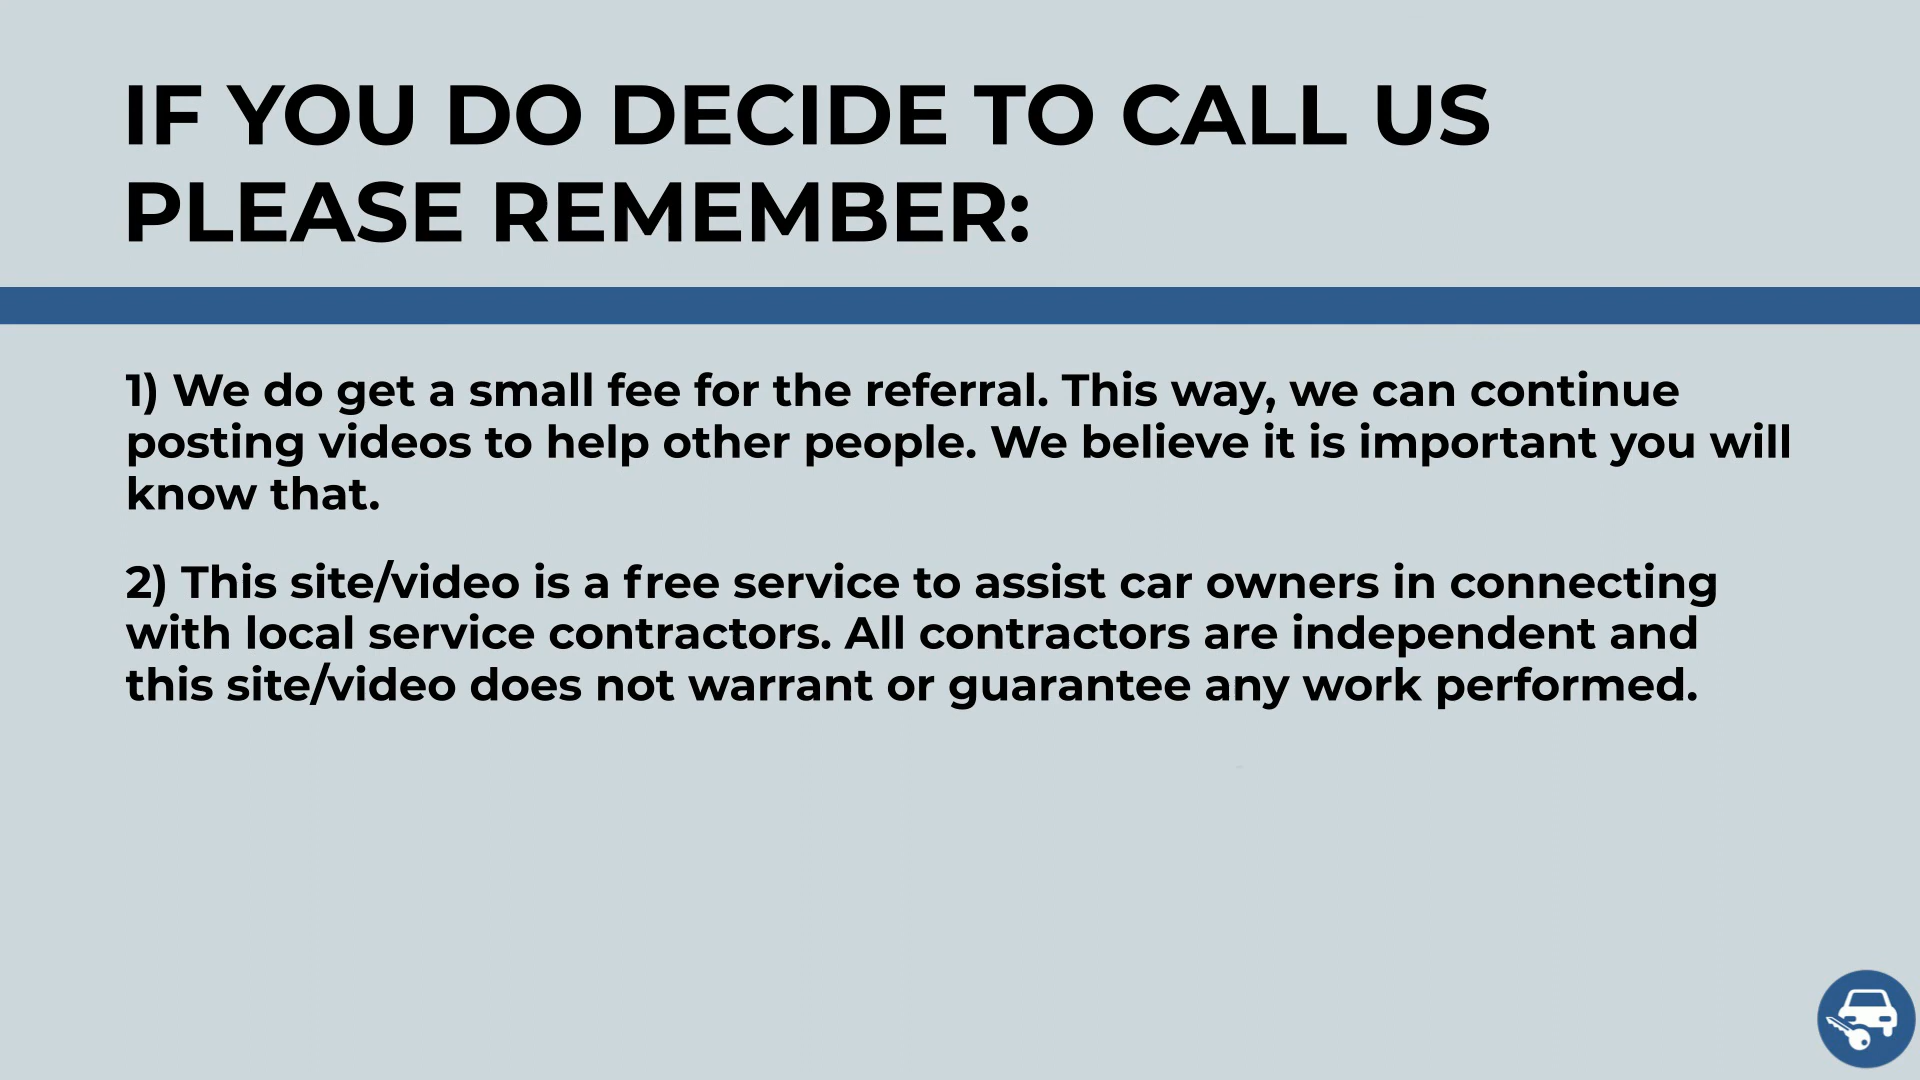 IF YOU DO DECIDE TO CALL US
PLEASE REMEMBER:
1) We do get a small fee for the referral. This way, we can continue
posting videos to help other people. We believe it is important you will
know that.
2) This site/video is a free service to assist car owners in connecting
with local service contractors. All contractors are independent and
this site/video does not warrant or guarantee any work performed.